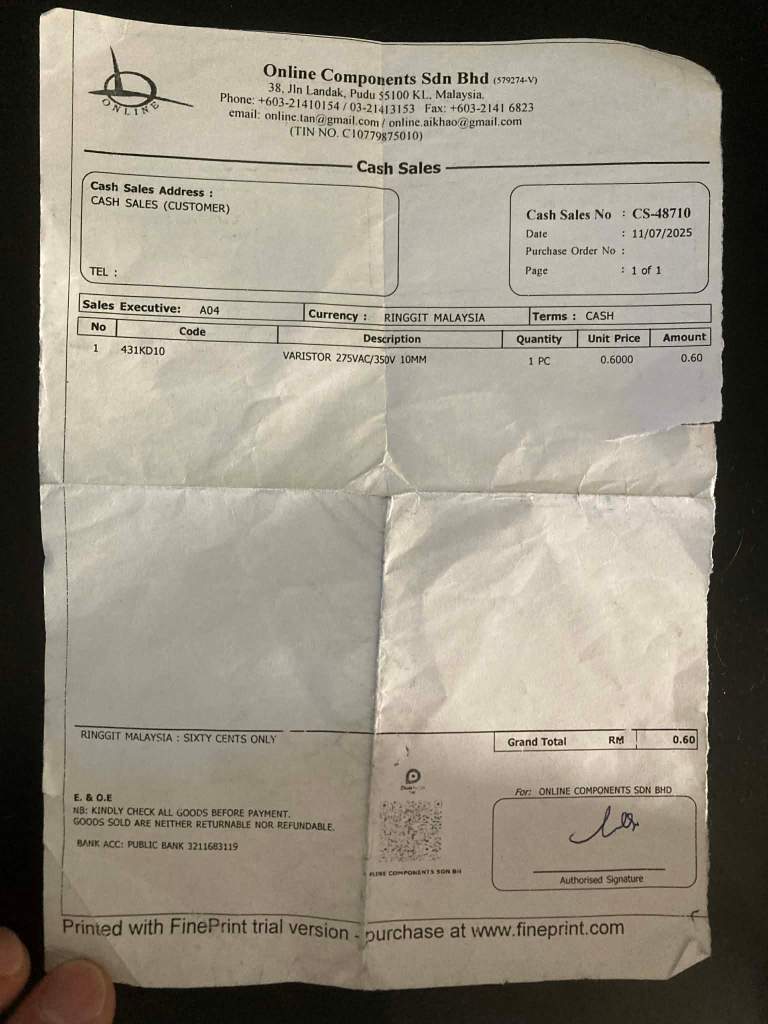 ONLINE
Online Components Sdn Bhd (579274-V)
38, Jln Landak, Pudu 55100 KL, Malaysia.
Phone: +603-21410154 / 03-21413153 Fax: +603-2141 6823
email: online.tan@gmail.com / online.aikhao@gmail.com
(TIN NO. C10779875010)
Cash Sales
Cash Sales Address :
CASH SALES (CUSTOMER)
TEL :
Cash Sales No : CS-48710
Date : 11/07/2025
Purchase Order No :
Page : 1 of 1
Sales Executive: A04 Currency : RINGGIT MALAYSIA Terms : CASH
No Code Description Quantity Unit Price Amount
1 431KD10 VARISTOR 275VAC/350V 10MM 1 PC 0.6000 0.60
RINGGIT MALAYSIA : SIXTY CENTS ONLY
Grand Total RM 0.60
E. & O.E
NB: KINDLY CHECK ALL GOODS BEFORE PAYMENT.
GOODS SOLD ARE NEITHER RETURNABLE NOR REFUNDABLE.
BANK ACC: PUBLIC BANK 3211683119
NLINE COMPONENTS SDN BH
For: ONLINE COMPONENTS SDN BHD
Authorised Signature
Printed with FinePrint trial version - purchase at www.fineprint.com